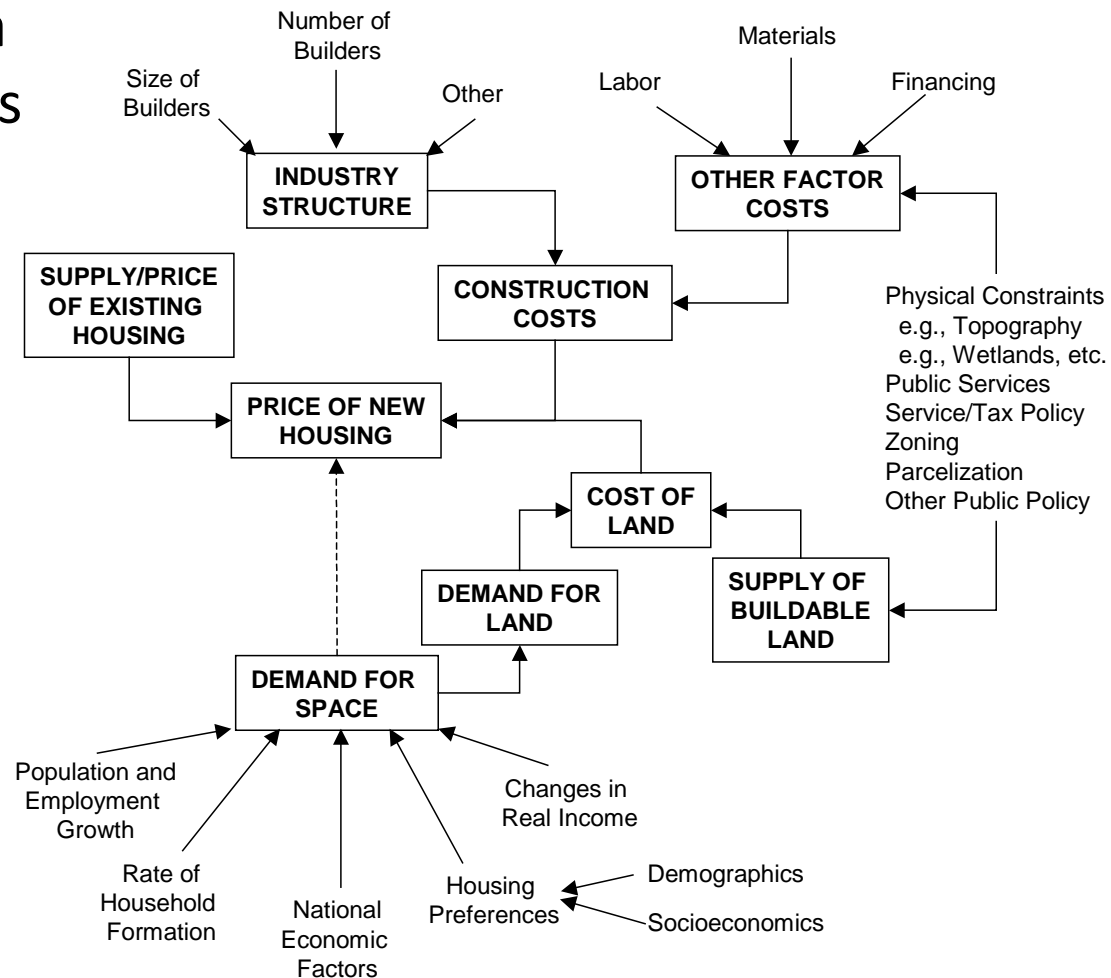 Number of
Builders
Size of
Builders
Other
Materials
Labor
Financing
INDUSTRY
STRUCTURE
OTHER FACTOR
COSTS
SUPPLY/PRICE
OF EXISTING
HOUSING
CONSTRUCTION
COSTS
Physical Constraints
e.g., Topography
e.g., Wetlands, etc.
Public Services
Service/Tax Policy
Zoning
Parcelization
Other Public Policy
PRICE OF NEW
HOUSING
COST OF
LAND
DEMAND FOR
LAND
SUPPLY OF
BUILDABLE
LAND
DEMAND FOR
SPACE
Population and
Employment
Growth
Changes in
Real Income
Rate of
Household
Formation
National
Economic
Factors
Housing
Preferences
Demographics
Socioeconomics